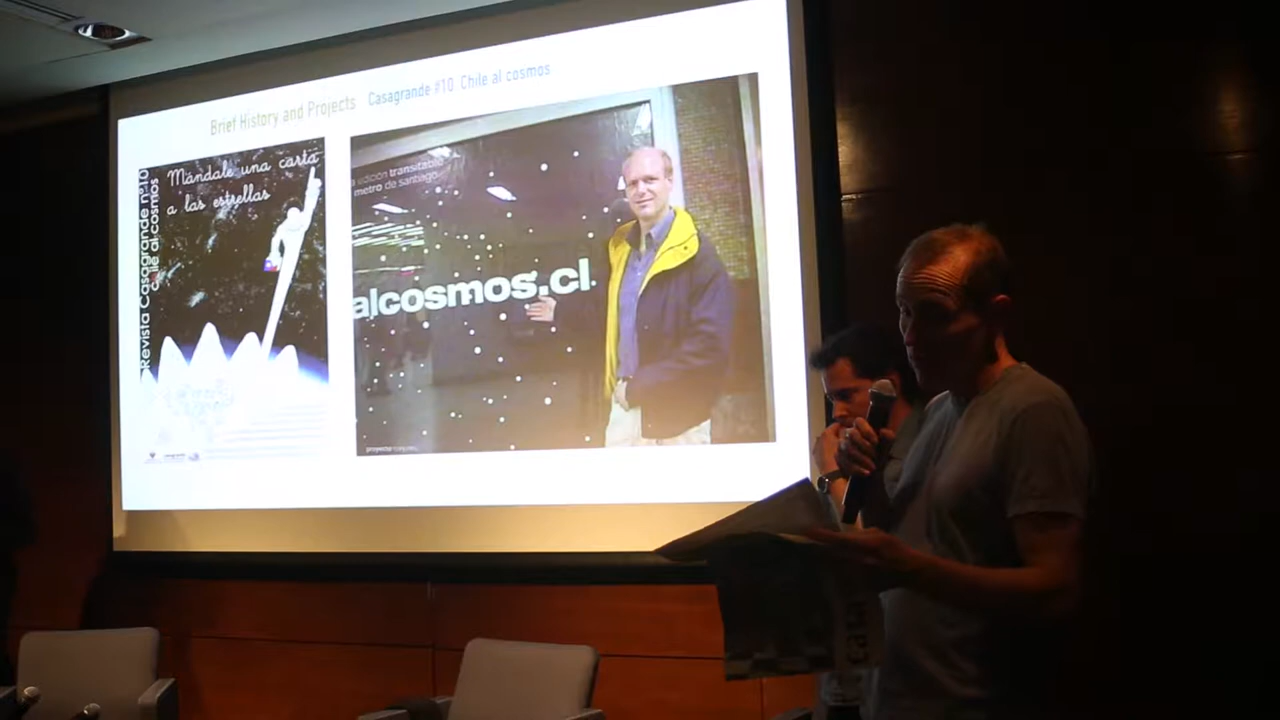 Brief History and Projects Casagrande #10. Chile al cosmos
Revista Casagrande nº10
chile al cosmos
Mándale una carta
a las estrellas
edición transitable
metro de santiago
alcosmos.cl